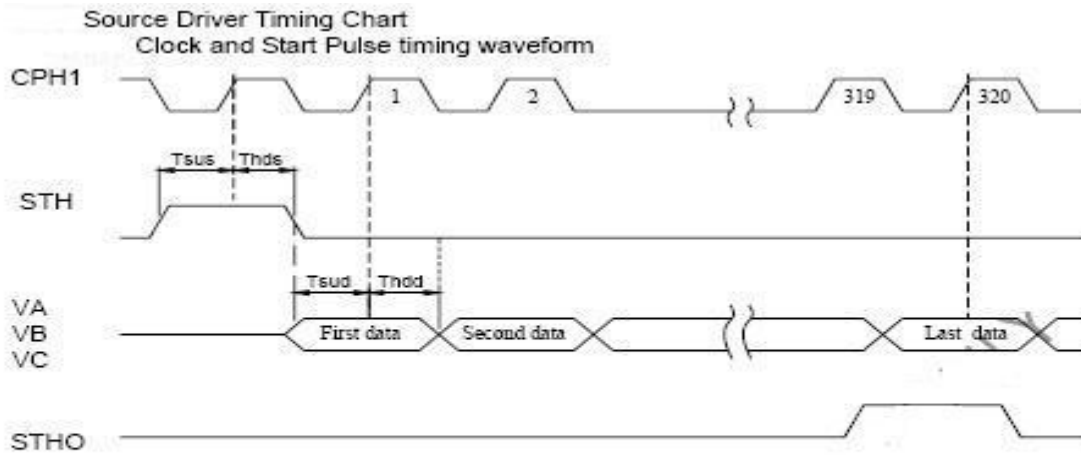 Source Driver Timing Chart
Clock and Start Pulse timing waveform
CPH1
1 2 319 320
Tsus Thds
STH
Tsud Thdd
VA
VB First data Second data Last data
VC
STHO